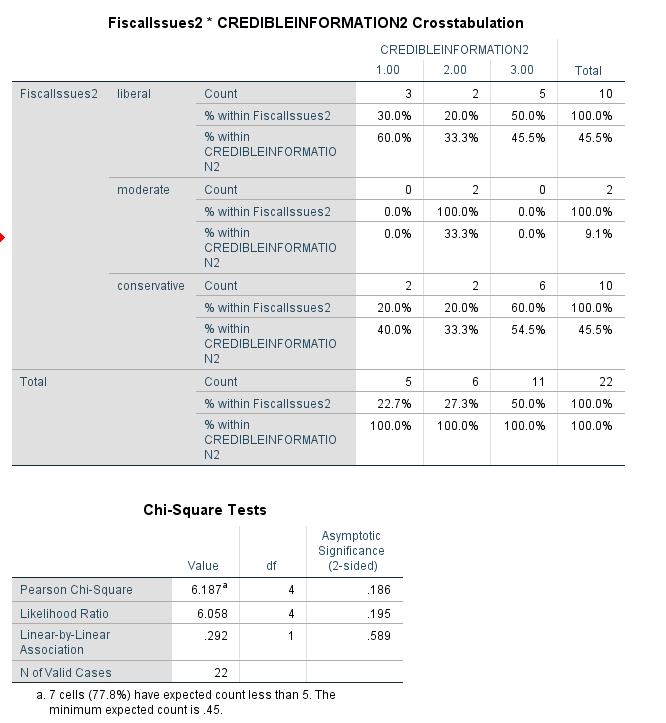 FiscalIssues2 * CREDIBLEINFORMATION2 Crosstabulation
CREDIBLEINFORMATION2
1.00 2.00 3.00 Total
FiscalIssues2 liberal Count 3 2 5 10
% within FiscalIssues2 30.0% 20.0% 50.0% 100.0%
% within CREDIBLEINFORMATIO N2 60.0% 33.3% 45.5% 45.5%
moderate Count 0 2 0 2
% within FiscalIssues2 0.0% 100.0% 0.0% 100.0%
% within CREDIBLEINFORMATIO N2 0.0% 33.3% 0.0% 9.1%
conservative Count 2 2 6 10
% within FiscalIssues2 20.0% 20.0% 60.0% 100.0%
% within CREDIBLEINFORMATIO N2 40.0% 33.3% 54.5% 45.5%
Total Count 5 6 11 22
% within FiscalIssues2 22.7% 27.3% 50.0% 100.0%
% within CREDIBLEINFORMATIO N2 100.0% 100.0% 100.0% 100.0%
Chi-Square Tests
Value df Asymptotic Significance (2-sided)
Pearson Chi-Square 6.187a 4 .186
Likelihood Ratio 6.058 4 .195
Linear-by-Linear Association .292 1 .589
N of Valid Cases 22
a. 7 cells (77.8%) have expected count less than 5. The
minimum expected count is .45.